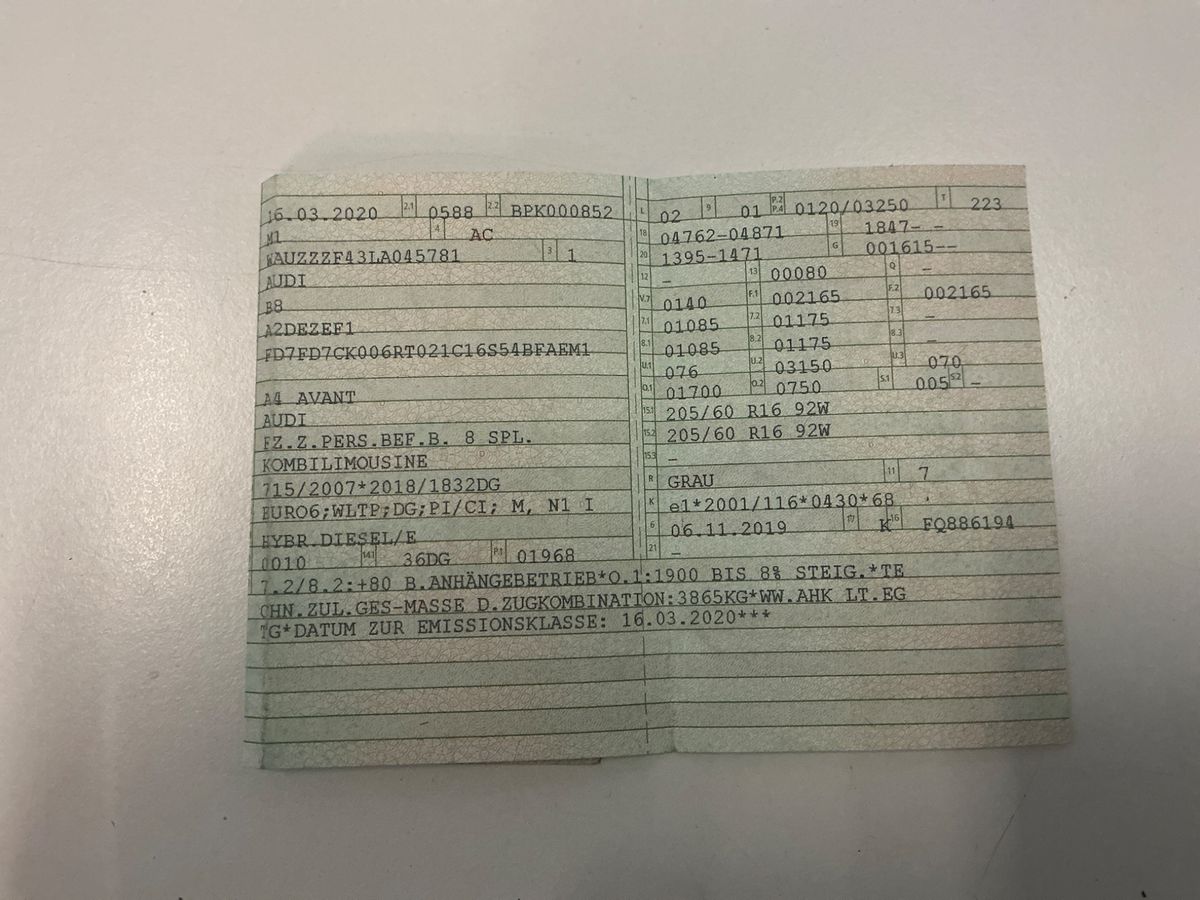 16.03.2020 2.1 0588 2.2 BPK000852
M1 4 AC
WAUZZZF43LA045781 3 1
AUDI
B8
A2DEZEF1
FD7FD7CK006RT021C16S54BFAEM1
A4 AVANT
AUDI
FZ.Z.PERS.BEF.B. 8 SPL.
KOMBILIMOUSINE
715/2007*2018/1832DG
EURO6;WLTP;DG;PI/CI; M, N1 I
HYBR.DIESEL/E
0010 14.1 36DG P.1 01968
L 02 9 01 P.2 P.4 0120/03250 T 223
18 04762-04871 19 1847- -
20 1395-1471 G 001615--
12 - 13 00080 Q -
V.7 0140 F.1 002165 F.2 002165
7.1 01085 7.2 01175 7.3 -
8.1 01085 8.2 01175 8.3 -
U.1 076 U.2 03150 U.3 070
O.1 01700 O.2 0750 S.1 005 S.2 -
15.1 205/60 R16 92W
15.2 205/60 R16 92W
15.3 -
R GRAU 11 7
K e1*2001/116*0430*68
6 06.11.2019 17 K 16 FQ886194
21 -
7.2/8.2:+80 B.ANHÄNGEBETRIEB*O.1:1900 BIS 8% STEIG.*TE
CHN.ZUL.GES-MASSE D.ZUGKOMBINATION:3865KG*WW.AHK LT.EG
TG*DATUM ZUR EMISSIONSKLASSE: 16.03.2020***